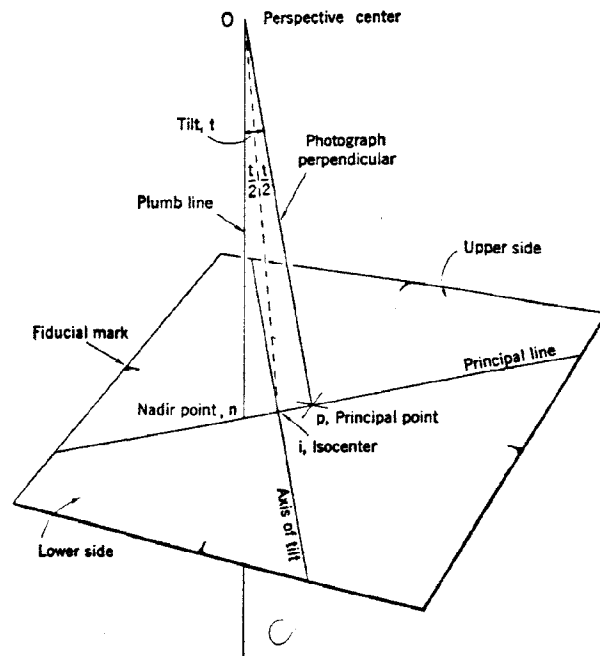 O Perspective center
Tilt, t
Photograph
perpendicular
t/2 t/2
Plumb line
Upper side
Fiducial mark
Principal line
Nadir point, n
p, Principal point
i, Isocenter
Axis of tilt
Lower side